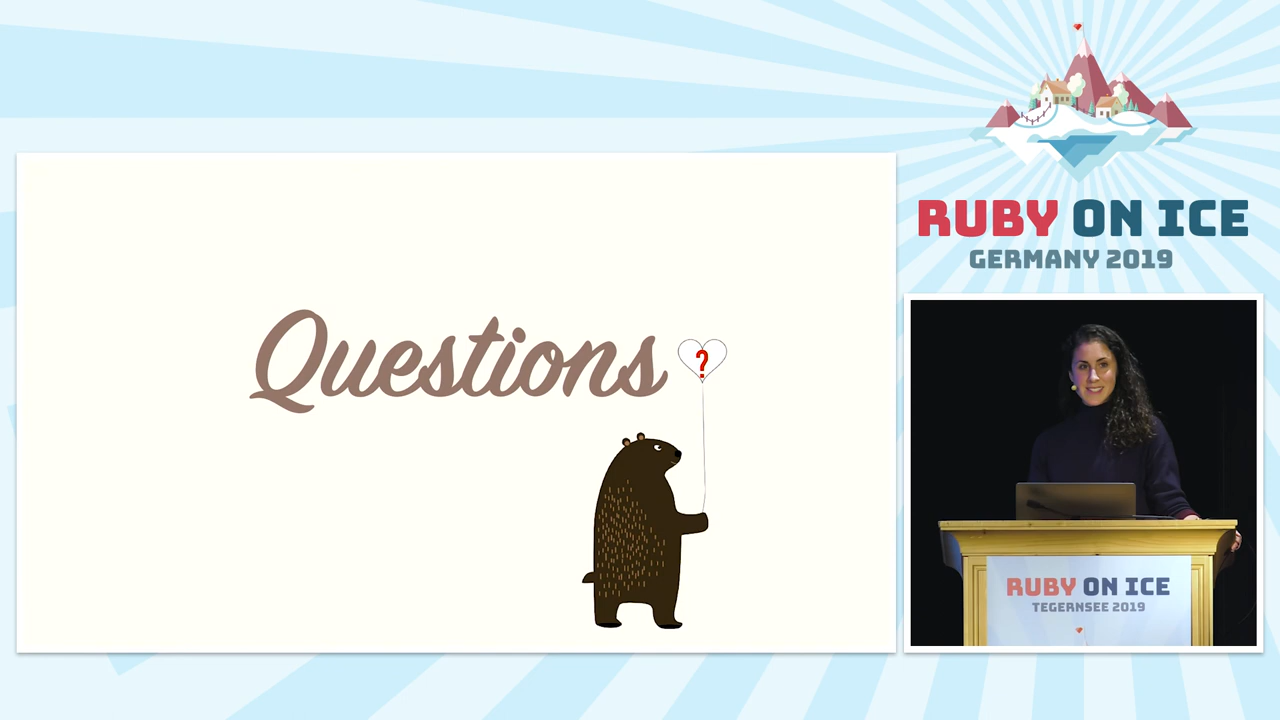 RUBY ON ICE
GERMANY 2019
Questions
?
RUBY ON ICE
TEGERNSEE 2019